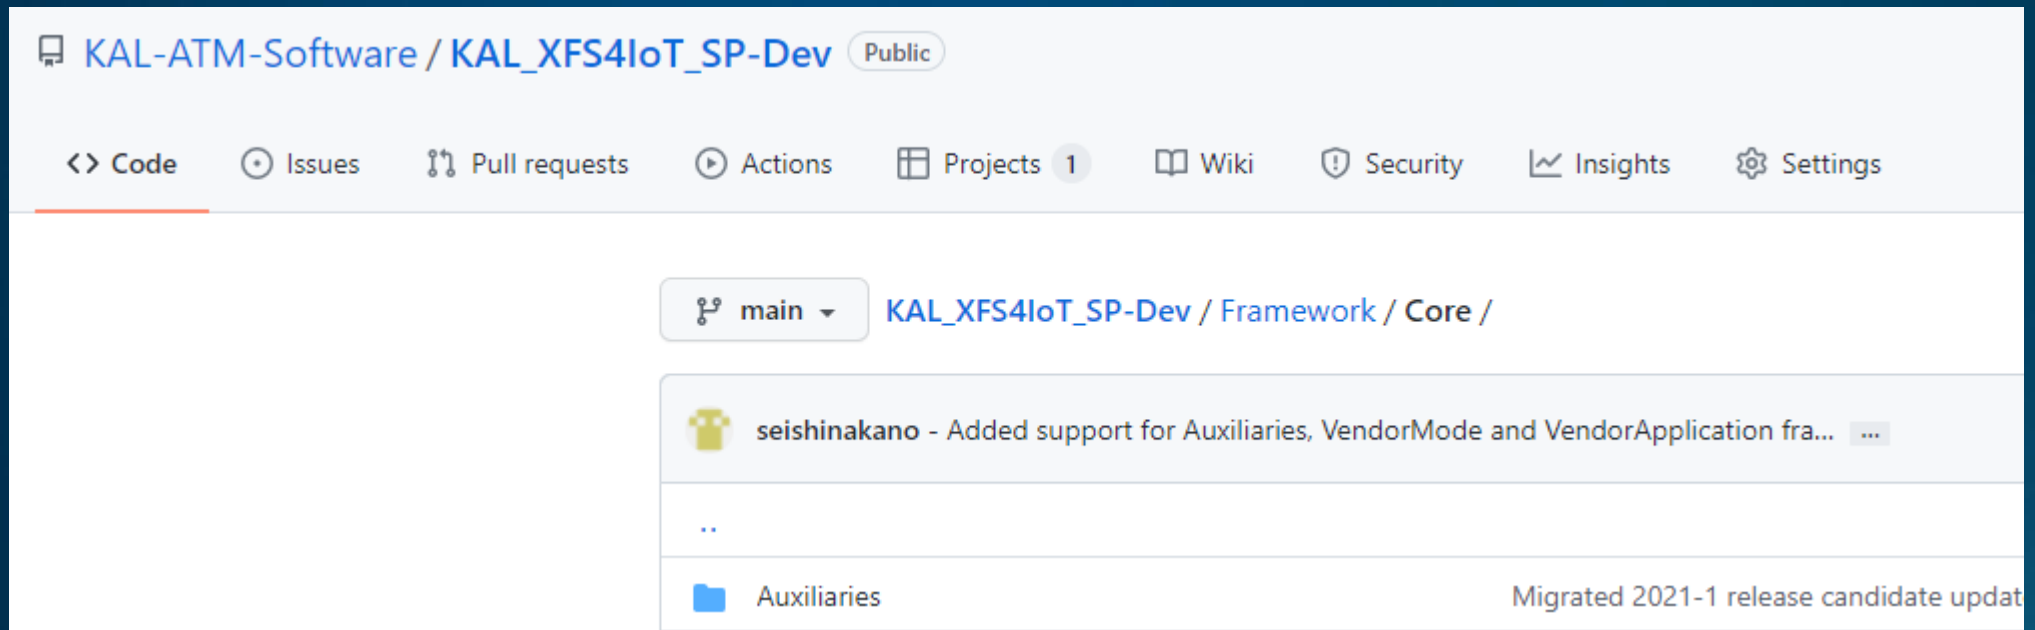 KAL-ATM-Software / KAL_XFS4IoT_SP-Dev Public
Code Issues Pull requests Actions Projects 1 Wiki Security Insights Settings
main KAL_XFS4IoT_SP-Dev / Framework / Core /
seishinakano - Added support for Auxiliaries, VendorMode and VendorApplication fra... ...
..
Auxiliaries Migrated 2021-1 release candidate updat